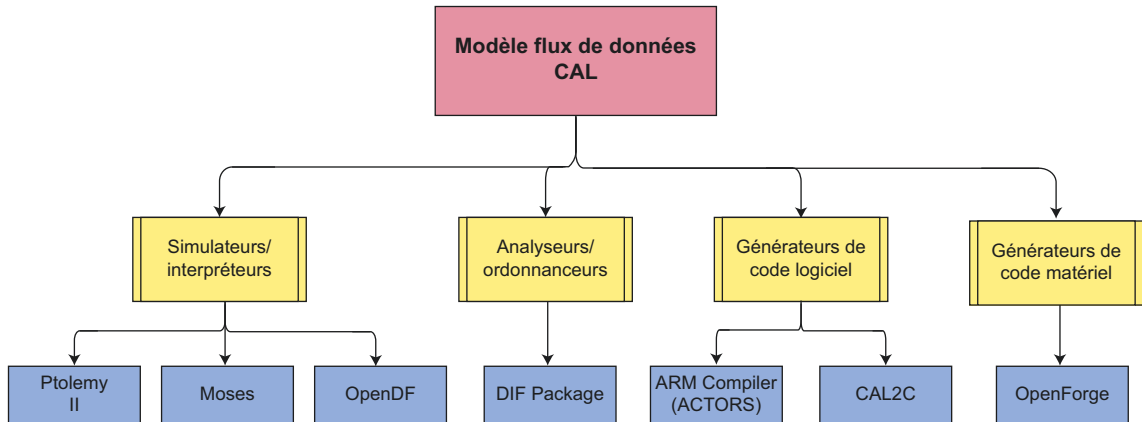 Modèle flux de données
CAL
Simulateurs/
interpréteurs
Analyseurs/
ordonnanceurs
Générateurs de
code logiciel
Générateurs de
code matériel
Ptolemy
II
Moses
OpenDF
DIF Package
ARM Compiler
(ACTORS)
CAL2C
OpenForge